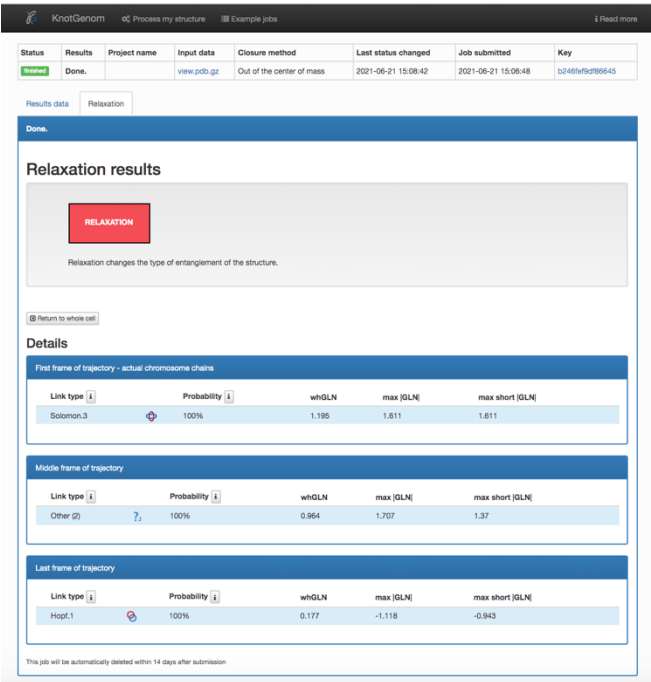 KnotGenom Process my structure Example jobs i Read more
Status Results Project name Input data Closure method Last status changed Job submitted Key
finished Done. view.pdb.gz Out of the center of mass 2021-06-21 15:08:42 2021-06-21 15:06:48 b246fef9df86645
Results data Relaxation
Done.
Relaxation results
RELAXATION
Relaxation changes the type of entanglement of the structure.
Return to whole cell
Details
First frame of trajectory - actual chromosome chains
Link type i Probability i whGLN max |GLN| max short |GLN|
Solomon.3 100% 1.195 1.611 1.611
Middle frame of trajectory
Link type i Probability i whGLN max |GLN| max short |GLN|
Other (2) ?2 100% 0.964 1.707 1.37
Last frame of trajectory
Link type i Probability i whGLN max |GLN| max short |GLN|
Hopf.1 100% 0.177 -1.118 -0.943
This job will be automatically deleted within 14 days after submission